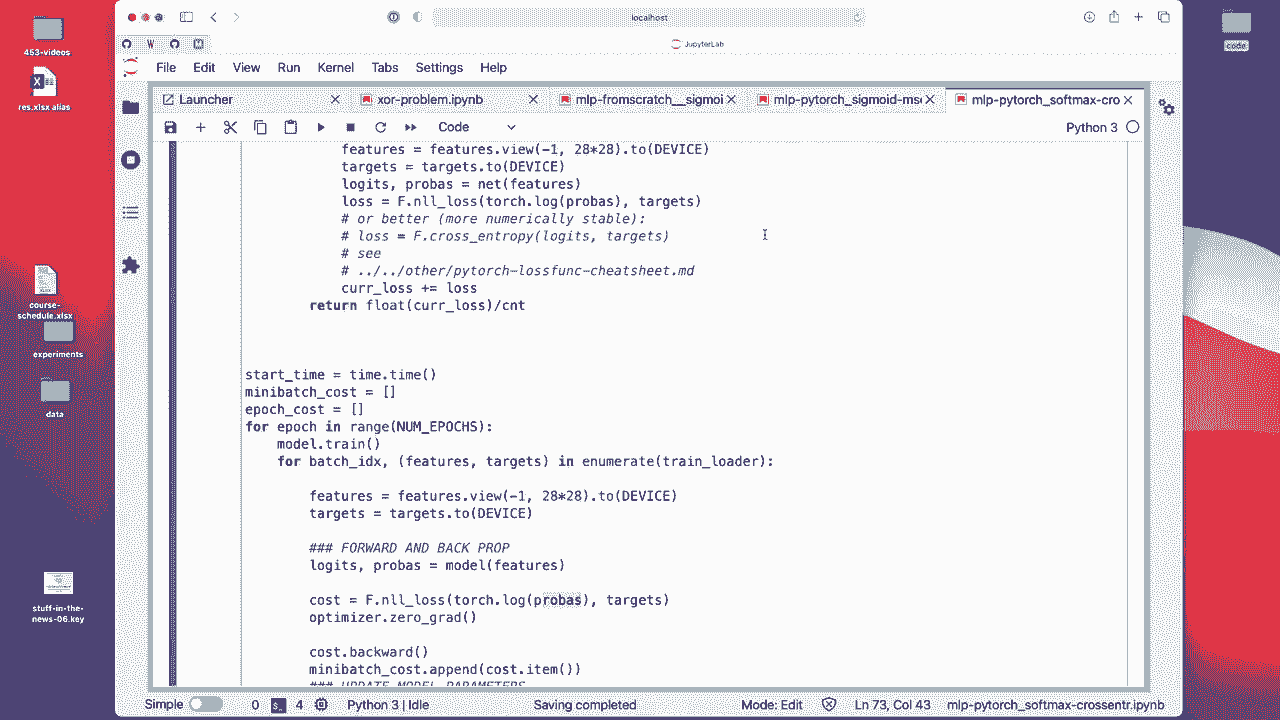 localhost
JupyterLab
File Edit View Run Kernel Tabs Settings Help
Launcher xor-problem.ipynb mlp-fromscratch__sigmoi mlp-pytorch_sigmoid-mse mlp-pytorch_softmax-cro
Code Python 3
features = features.view(-1, 28*28).to(DEVICE)
targets = targets.to(DEVICE)
logits, probas = net(features)
loss = F.nll_loss(torch.log(probas), targets)
# or better (more numerically stable):
# loss = F.cross_entropy(logits, targets)
# see
# ../../other/pytorch-lossfunc-cheatsheet.md
curr_loss += loss
return float(curr_loss)/cnt
start_time = time.time()
minibatch_cost = []
epoch_cost = []
for epoch in range(NUM_EPOCHS):
model.train()
for batch_idx, (features, targets) in enumerate(train_loader):
features = features.view(-1, 28*28).to(DEVICE)
targets = targets.to(DEVICE)
### FORWARD AND BACK PROP
logits, probas = model(features)
cost = F.nll_loss(torch.log(probas), targets)
optimizer.zero_grad()
cost.backward()
minibatch_cost.append(cost.item())
### UPDATE MODEL PARAMETERS
Simple 0 4 Python 3 | Idle Saving completed Mode: Edit Ln 73, Col 43 mlp-pytorch_softmax-crossentr.ipynb
453-videos
res.xlsx alias
course-
schedule.xlsx
experiments
data
stuff-in-the-
news-06.key
code